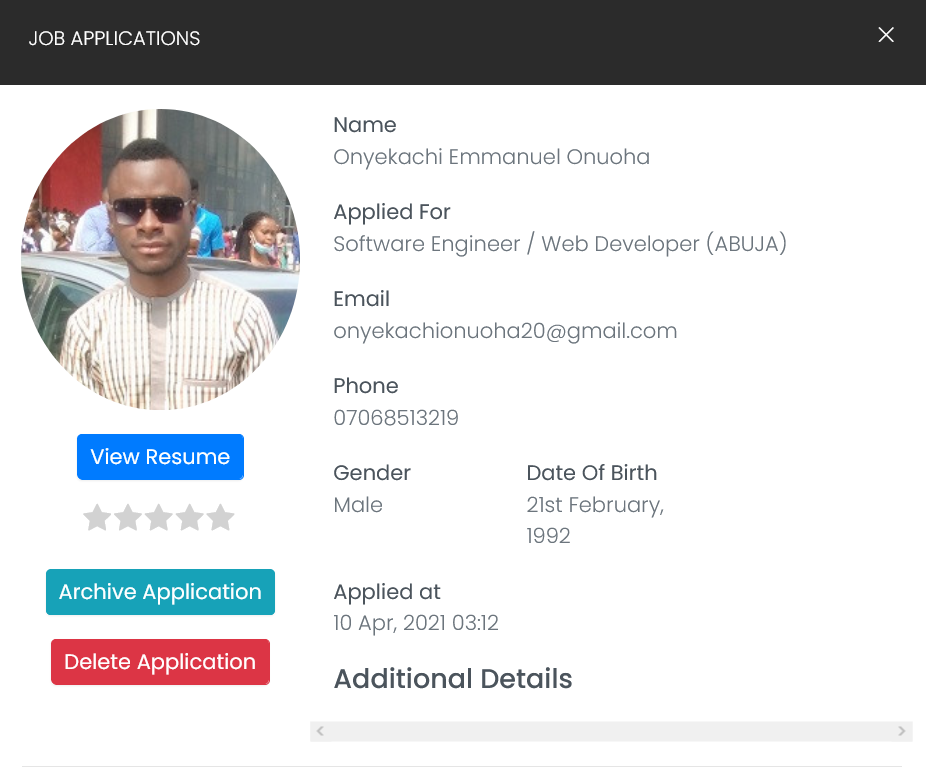 JOB APPLICATIONS
Name
Onyekachi Emmanuel Onuoha
Applied For
Software Engineer / Web Developer (ABUJA)
Email
onyekachionuoha20@gmail.com
Phone
07068513219
View Resume
Gender
Male
Date Of Birth
21st February,
1992
Archive Application
Applied at
10 Apr, 2021 03:12
Delete Application
Additional Details